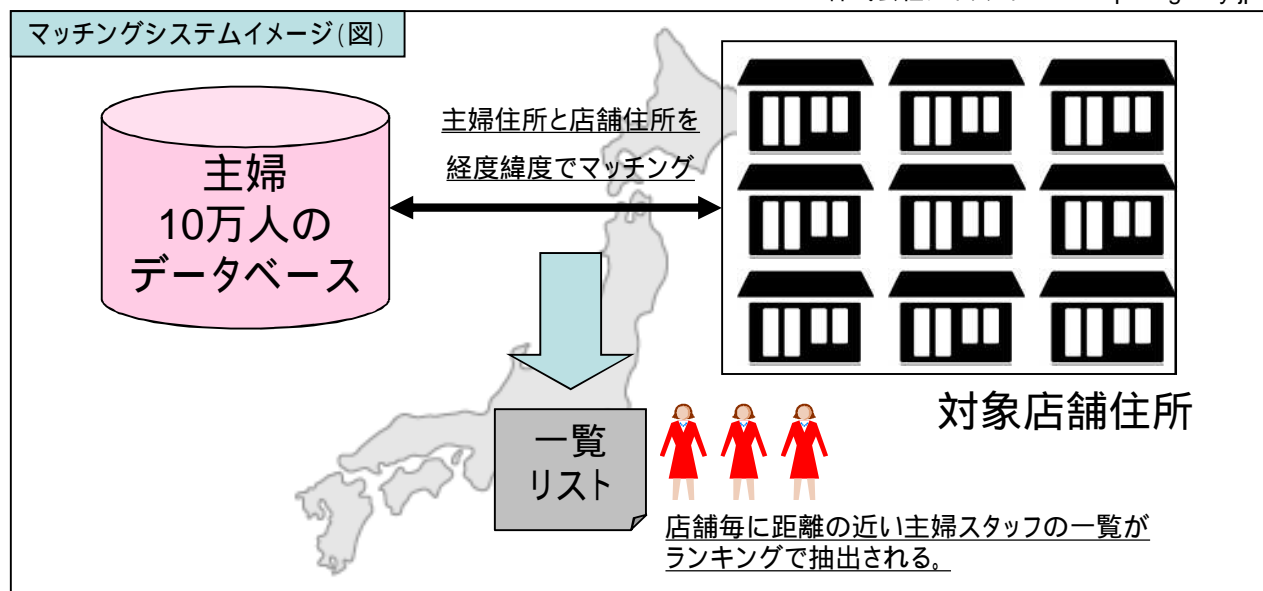 マッチングシステムイメージ(図)
主婦住所と店舗住所を
経度緯度でマッチング
主婦
10万人の
データベース
対象店舗住所
一覧
リスト
店舗毎に距離の近い主婦スタッフの一覧が
ランキングで抽出される。